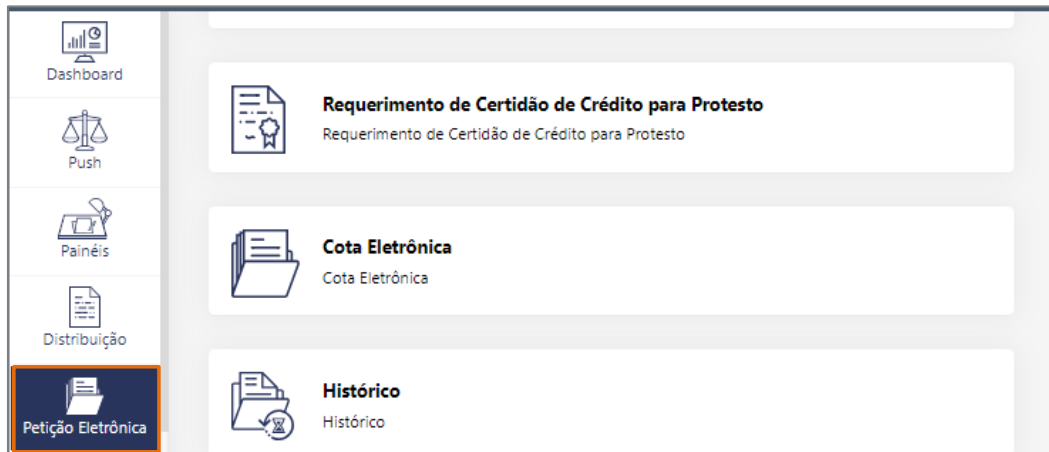 Dashboard
Push
Painéis
Distribuição
Petição Eletrônica
Requerimento de Certidão de Crédito para Protesto
Requerimento de Certidão de Crédito para Protesto
Cota Eletrônica
Cota Eletrônica
Histórico
Histórico